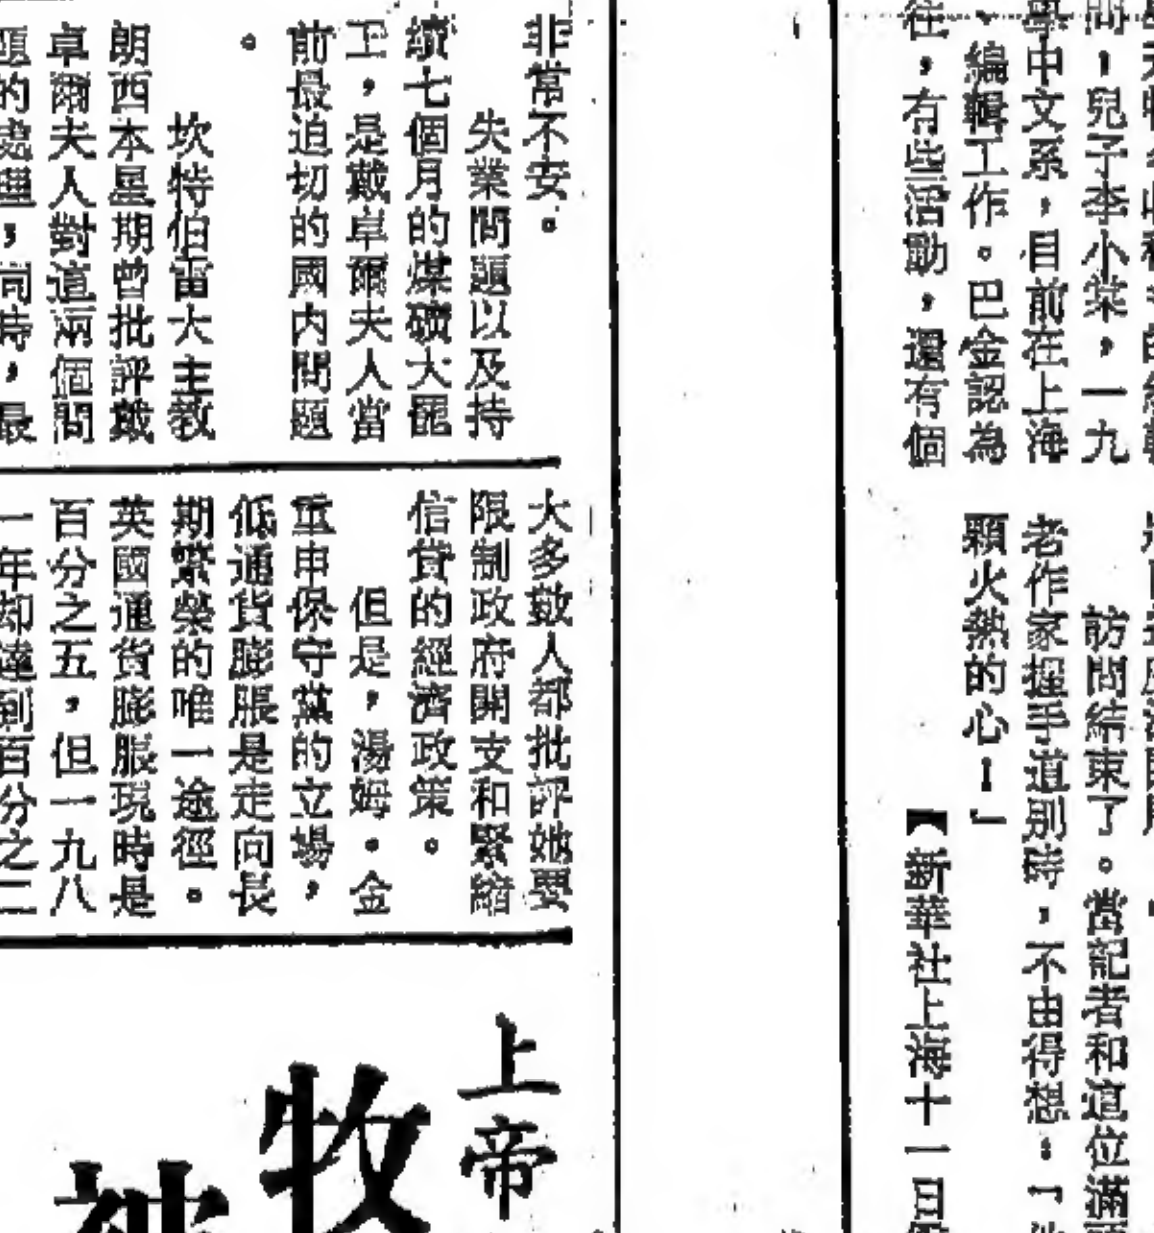 問，兒子李小棠，一九
學中文系，目前在上海
、編輯工作。巴金認為
往，有些活動，還有個
訪問結束了。當記者和這位滿
老作家握手道別時，不由得想：「
顆火熱的心！」
【新華社上海十一日
非常不安。
失業問題以及持
續七個月的煤礦大罷
工，是戴卓爾夫人當
前最迫切的國內問題
。
坎特伯雷大主教
朗西本星期曾批評戴
卓爾夫人對這兩個問
題的處理，同時，最
大多數人都批評她要
限制政府開支和緊縮
信貸的經濟政策。
但是，湯姆・金
重申保守黨的立場，
低通貨膨脹是走向長
期繁榮的唯一途徑。
英國通貨膨脹現時是
百分之五，但一九八
一年却達到百分之二
上帝
牧